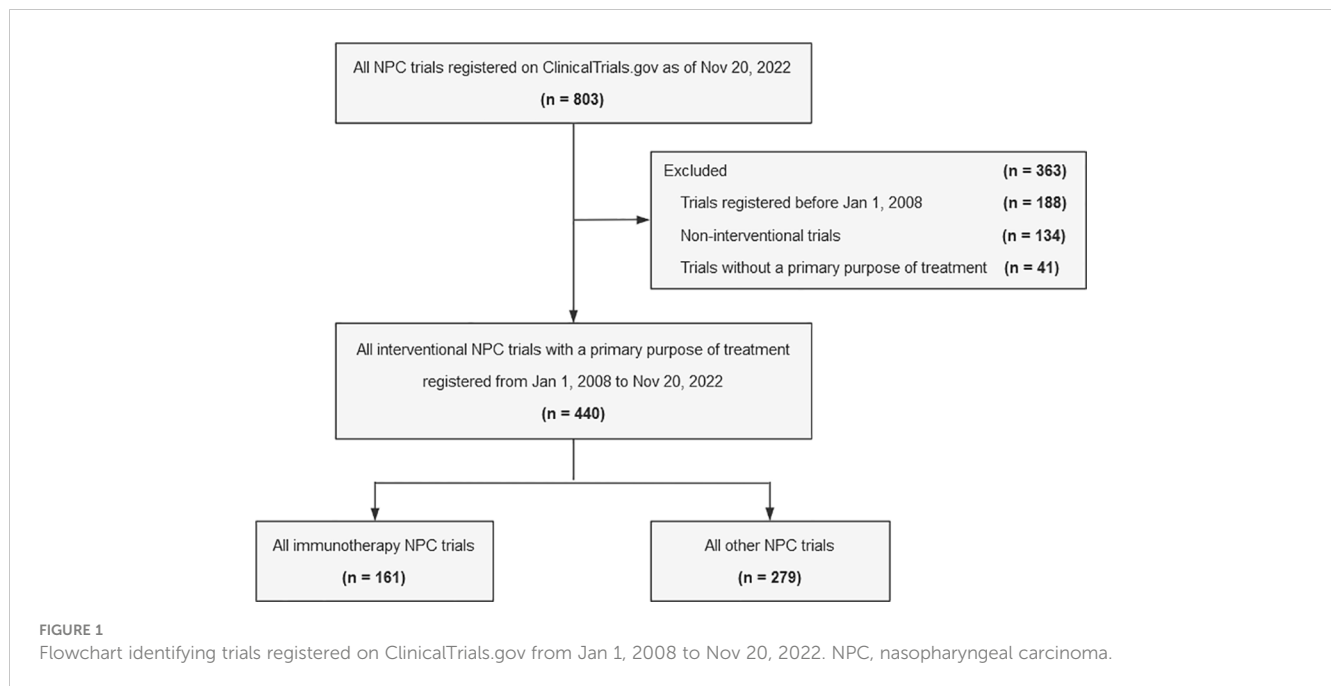 All NPC trials registered on ClinicalTrials.gov as of Nov 20, 2022
(n = 803)
Excluded (n = 363)
Trials registered before Jan 1, 2008 (n = 188)
Non-interventional trials (n = 134)
Trials without a primary purpose of treatment (n = 41)
All interventional NPC trials with a primary purpose of treatment
registered from Jan 1, 2008 to Nov 20, 2022
(n = 440)
All immunotherapy NPC trials
(n = 161)
All other NPC trials
(n = 279)
FIGURE 1
Flowchart identifying trials registered on ClinicalTrials.gov from Jan 1, 2008 to Nov 20, 2022. NPC, nasopharyngeal carcinoma.